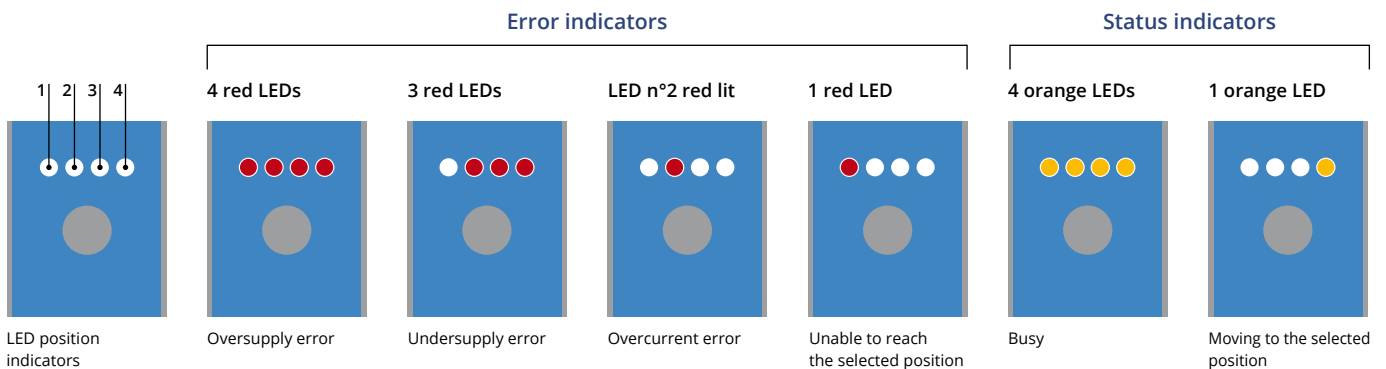 Error indicators
Status indicators
1 2 3 4
4 red LEDs
3 red LEDs
LED n°2 red lit
1 red LED
4 orange LEDs
1 orange LED
LED position
indicators
Oversupply error
Undersupply error
Overcurrent error
Unable to reach
the selected position
Busy
Moving to the selected
position